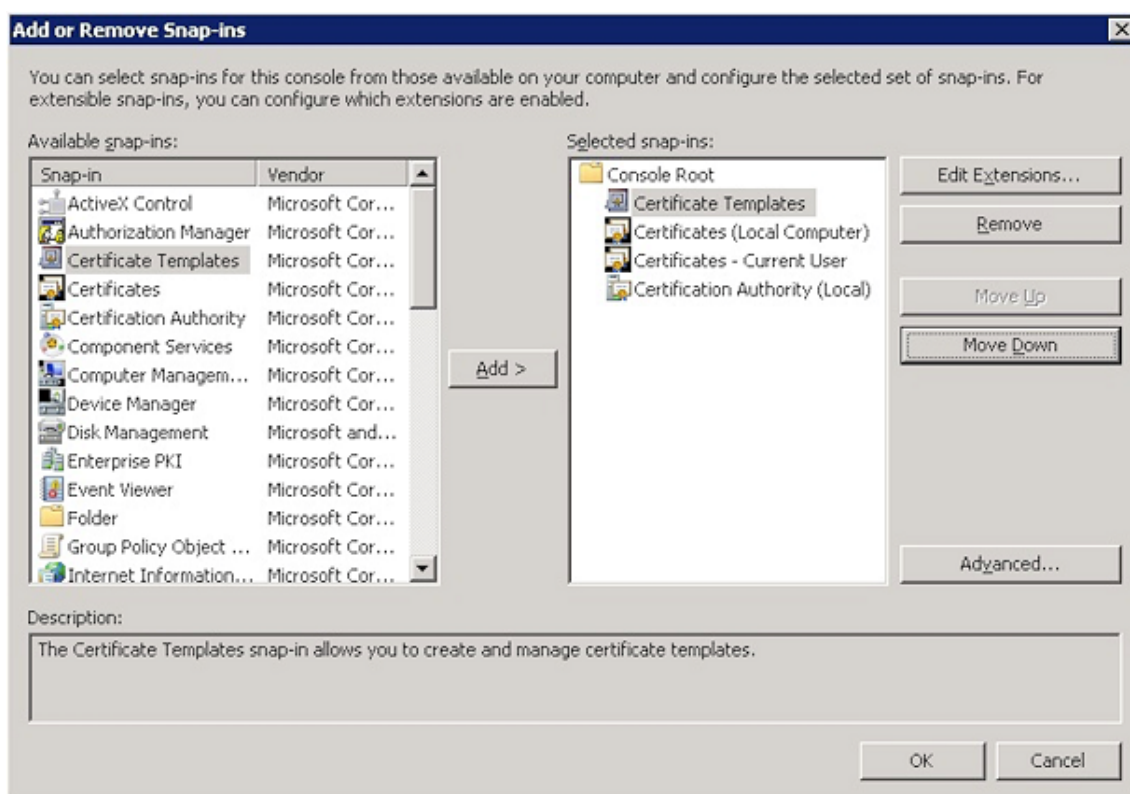 Add or Remove Snap-ins
You can select snap-ins for this console from those available on your computer and configure the selected set of snap-ins. For
extensible snap-ins, you can configure which extensions are enabled.
Available snap-ins:
Snap-in Vendor
ActiveX Control Microsoft Cor...
Authorization Manager Microsoft Cor...
Certificate Templates Microsoft Cor...
Certificates Microsoft Cor...
Certification Authority Microsoft Cor...
Component Services Microsoft Cor...
Computer Managem... Microsoft Cor...
Device Manager Microsoft Cor...
Disk Management Microsoft and...
Enterprise PKI Microsoft Cor...
Event Viewer Microsoft Cor...
Folder Microsoft Cor...
Group Policy Object ... Microsoft Cor...
Internet Information... Microsoft Cor...
Add >
Selected snap-ins:
Console Root
Certificate Templates
Certificates (Local Computer)
Certificates - Current User
Certification Authority (Local)
Edit Extensions...
Remove
Move Up
Move Down
Advanced...
Description:
The Certificate Templates snap-in allows you to create and manage certificate templates.
OK
Cancel